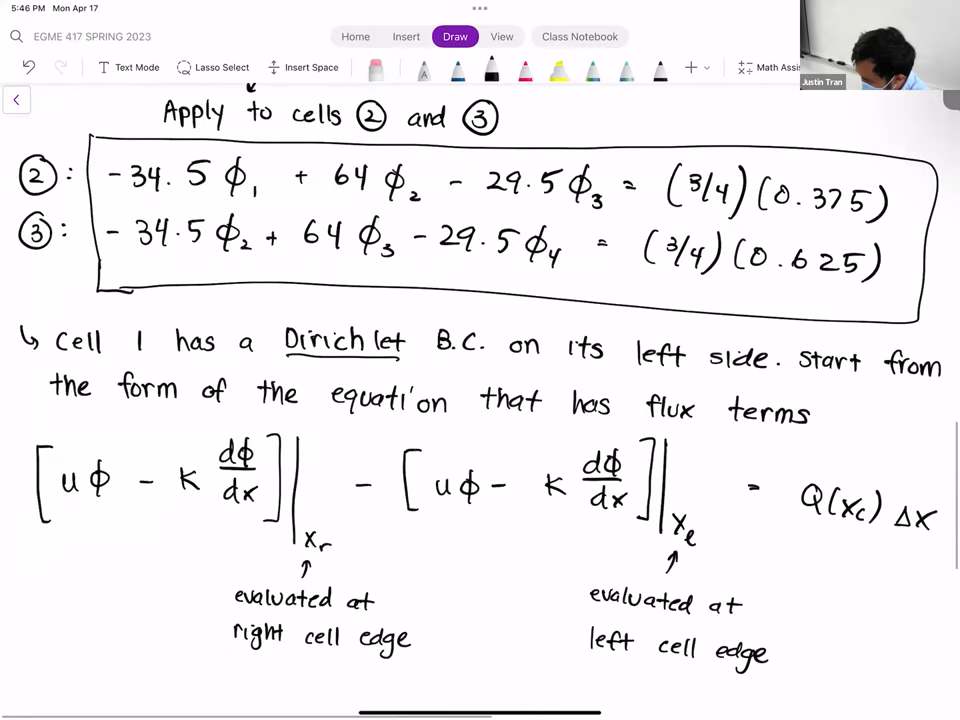 5:46 PM Mon Apr 17
EGME 417 SPRING 2023
Home Insert Draw View Class Notebook
Text Mode Lasso Select Insert Space Math Assis
Justin Tran
Apply to cells ② and ③
②: -34.5 ϕ₁ + 64 ϕ₂ - 29.5 ϕ₃ = (3/4)(0.375)
③: -34.5 ϕ₂ + 64 ϕ₃ - 29.5 ϕ₄ = (3/4)(0.625)
↳ Cell 1 has a Dirichlet B.C. on its left side. Start from
the form of the equation that has flux terms
[uϕ - K dϕ/dx]|xᵣ - [uϕ - K dϕ/dx]|xₗ = Q(x_c) Δx
↑ ↑
evaluated at evaluated at
right cell edge left cell edge